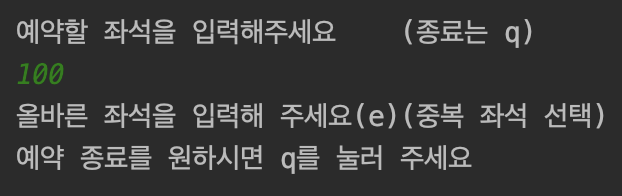 예약할 좌석을 입력해주세요    (종료는 q)
100
올바른 좌석을 입력해 주세요(e)(중복 좌석 선택)
예약 종료를 원하시면 q를 눌러 주세요